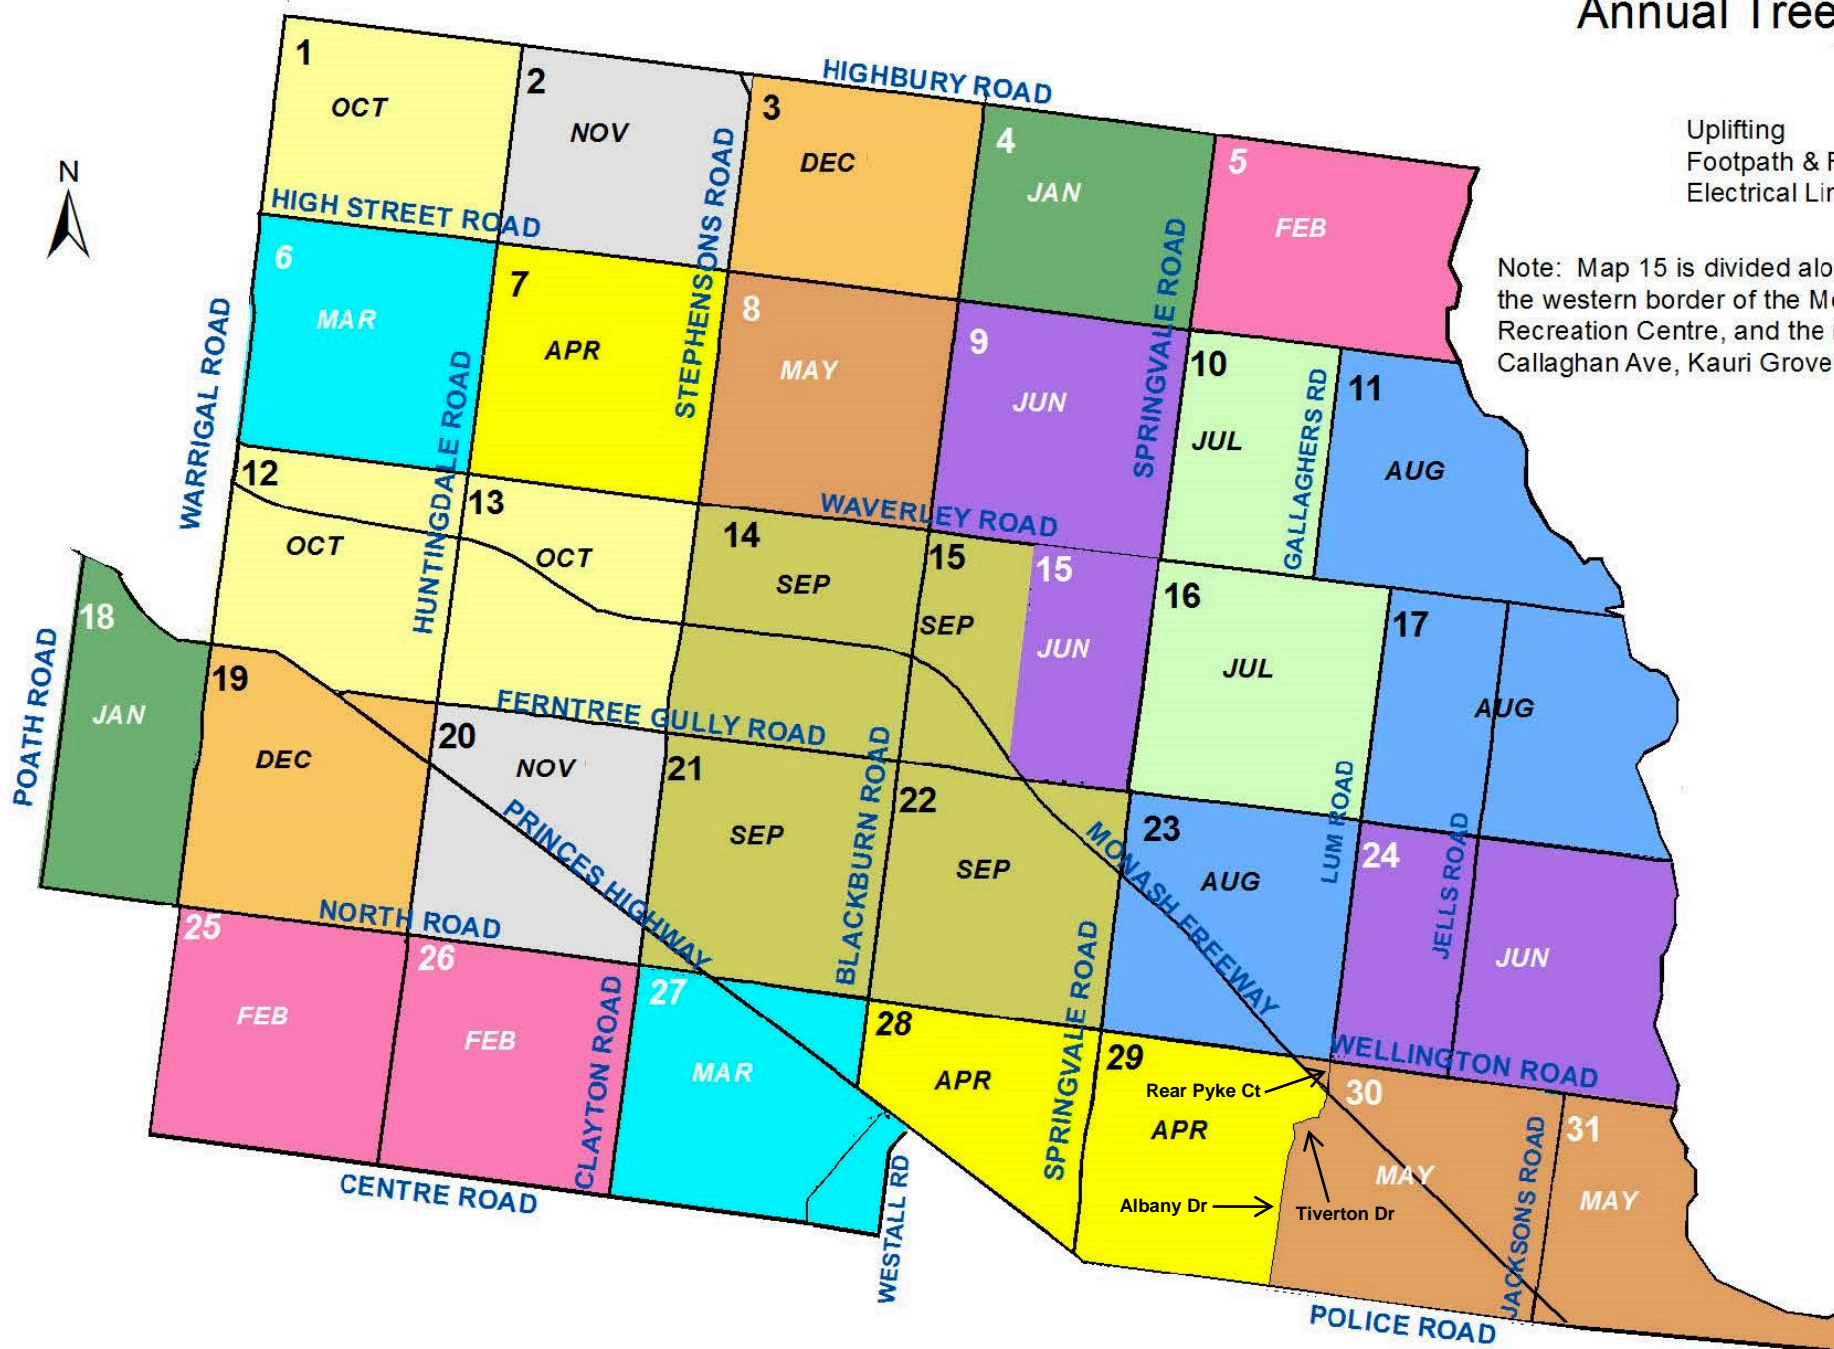 Annual Tree
Uplifting
Footpath &
Electrical
Note: Map 15 is divided
the western border of the
Recreation Centre, and the
Callaghan Ave, Kauri Grove
N
1
OCT
2
NOV
HIGHBURY ROAD
3
DEC
4
JAN
5
FEB
HIGH STREET ROAD
STEPHENSONS ROAD
SPRINGVALE ROAD
6
MAR
7
APR
8
MAY
9
JUN
10
JUL
GALLAGHERS RD
11
AUG
WARRIGAL ROAD
HUNTINGDALE ROAD
WAVERLEY ROAD
12
OCT
13
OCT
14
SEP
15
SEP
15
JUN
16
JUL
17
AUG
POATH ROAD
18
JAN
19
DEC
FERNTREE GULLY ROAD
20
NOV
21
SEP
BLACKBURN ROAD
22
SEP
23
AUG
LUM ROAD
24
JELLS ROAD
JUN
PRINCES HIGHWAY
MONASH FREEWAY
NORTH ROAD
25
FEB
26
FEB
CLAYTON ROAD
27
MAR
28
APR
SPRINGVALE ROAD
29
APR
WELLINGTON ROAD
Rear Pyke Ct
30
MAY
JACKSONS ROAD
31
MAY
Albany Dr
Tiverton Dr
CENTRE ROAD
WESTALL RD
POLICE ROAD